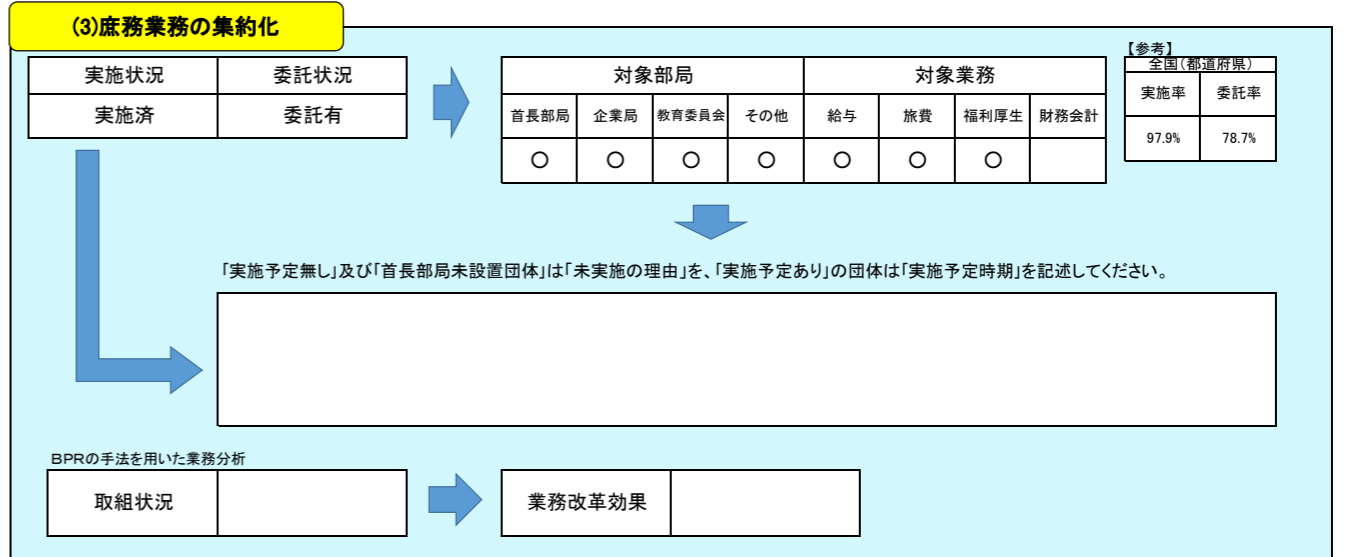 (3)庶務業務の集約化
実施状況 委託状況
実施済 委託有
対象部局 対象業務
首長部局 企業局 教育委員会 その他 給与 旅費 福利厚生 財務会計
○ ○ ○ ○ ○ ○ ○
【参考】
全国(都道府県)
実施率 委託率
97.9% 78.7%
「実施予定無し」及び「首長部局未設置団体」は「未実施の理由」を、「実施予定あり」の団体は「実施予定時期」を記述してください。
BPRの手法を用いた業務分析
取組状況
業務改革効果